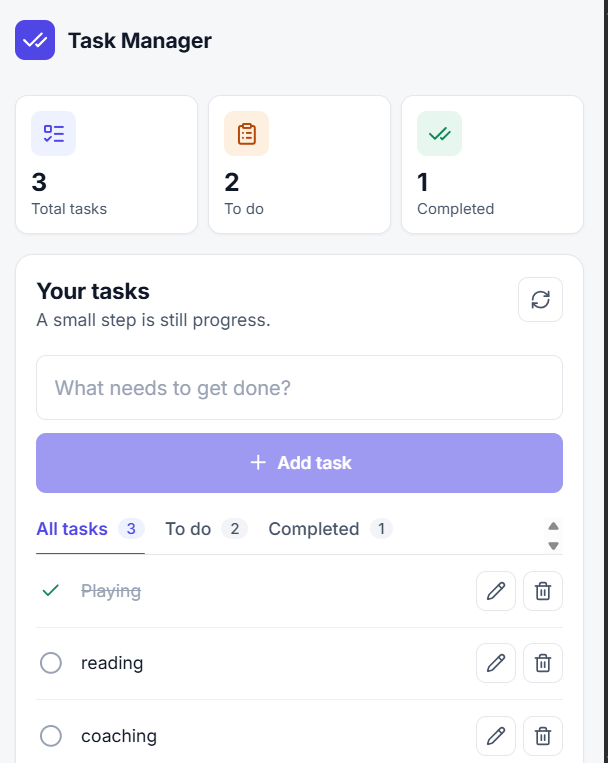 Task Manager
3
Total tasks
2
To do
1
Completed
Your tasks
A small step is still progress.
What needs to get done?
+ Add task
All tasks 3 To do 2 Completed 1
Playing
reading
coaching